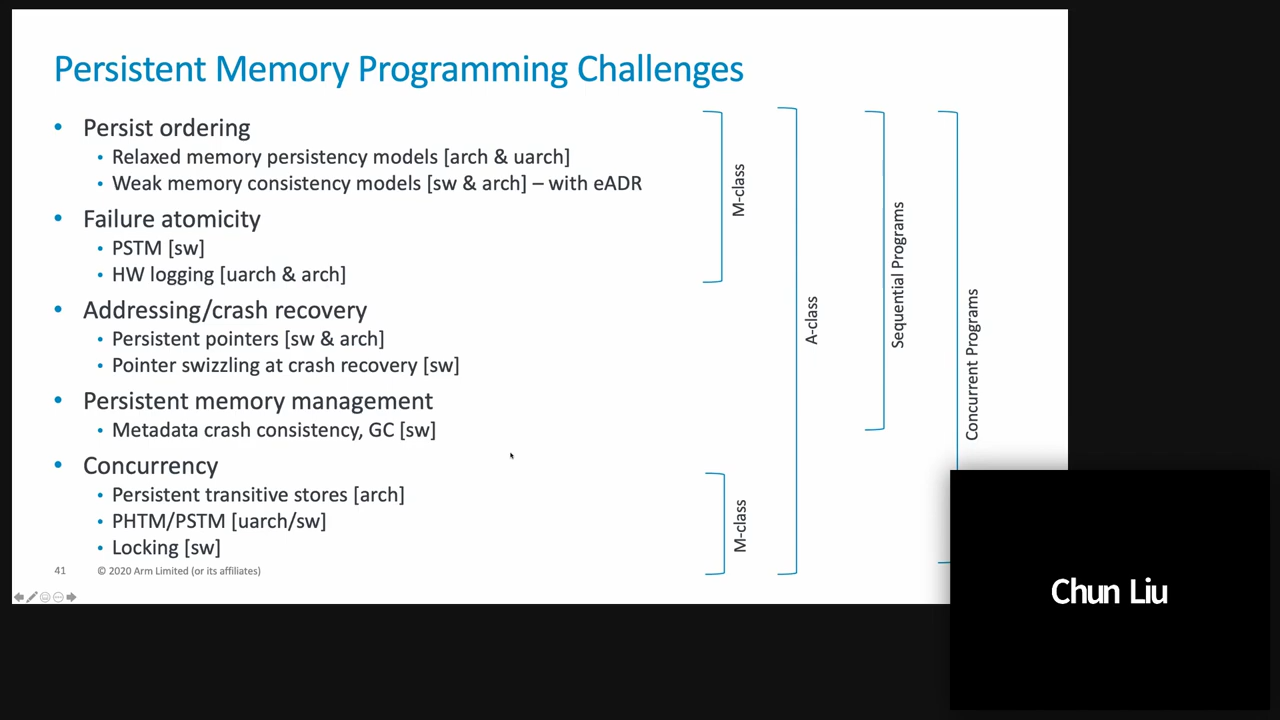 Persistent Memory Programming Challenges
• Persist ordering
• Relaxed memory persistency models [arch & uarch]
• Weak memory consistency models [sw & arch] – with eADR
• Failure atomicity
• PSTM [sw]
• HW logging [uarch & arch]
• Addressing/crash recovery
• Persistent pointers [sw & arch]
• Pointer swizzling at crash recovery [sw]
• Persistent memory management
• Metadata crash consistency, GC [sw]
• Concurrency
• Persistent transitive stores [arch]
• PHTM/PSTM [uarch/sw]
• Locking [sw]
M-class
M-class
A-class
Sequential Programs
Concurrent Programs
41 © 2020 Arm Limited (or its affiliates)
Chun Liu